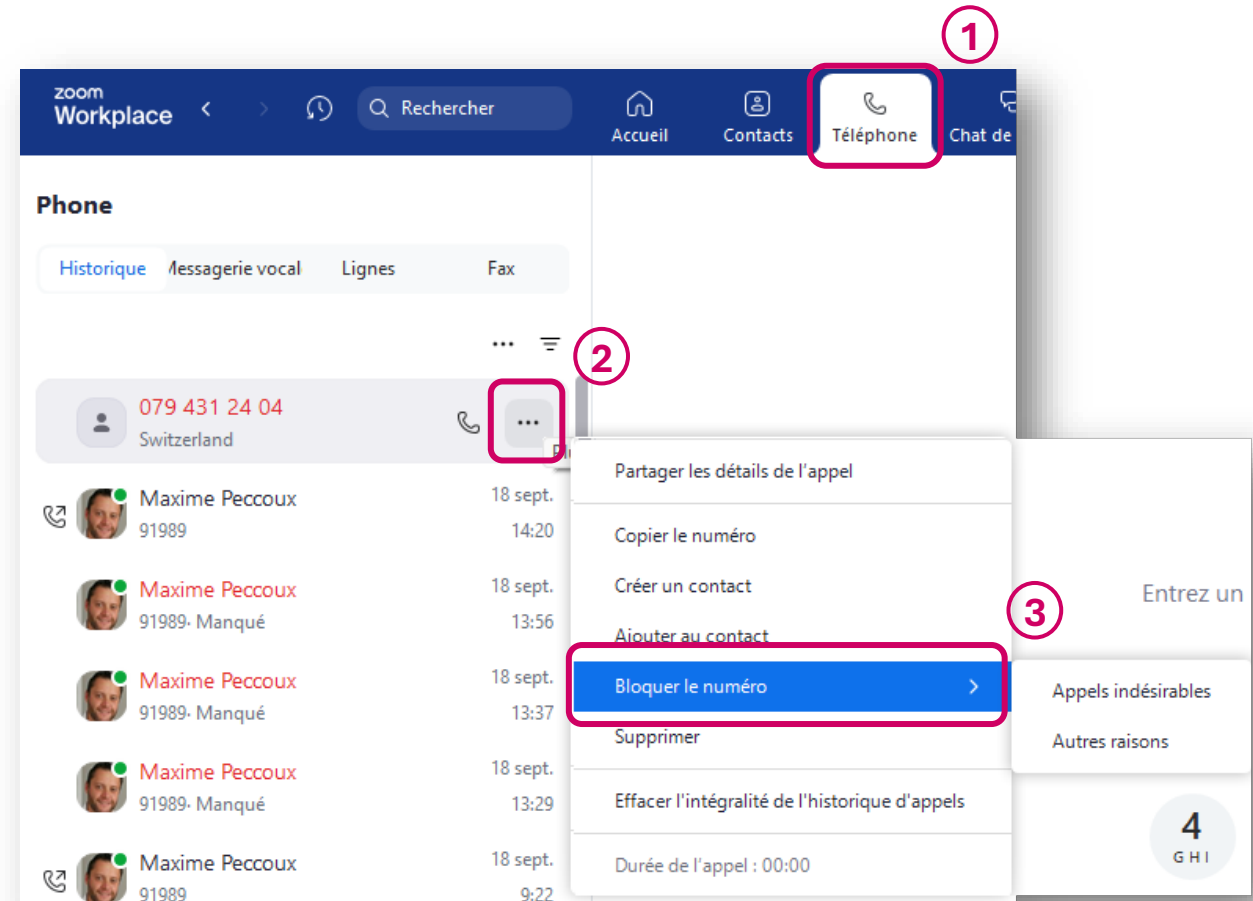 1
zoom
Workplace
Rechercher
Accueil
Contacts
Téléphone
Chat de
Phone
Historique
Messagerie vocal
Lignes
Fax
2
079 431 24 04
Switzerland
Maxime Peccoux
18 sept.
91989
14:20
Maxime Peccoux
18 sept.
91989· Manqué
13:56
Maxime Peccoux
18 sept.
91989· Manqué
13:37
Maxime Peccoux
18 sept.
91989· Manqué
13:29
Maxime Peccoux
18 sept.
91989
9:22
Partager les détails de l'appel
Copier le numéro
Créer un contact
Ajouter au contact
Bloquer le numéro
Supprimer
Effacer l'intégralité de l'historique d'appels
Durée de l'appel : 00:00
3
Entrez un
Appels indésirables
Autres raisons
4
GHI